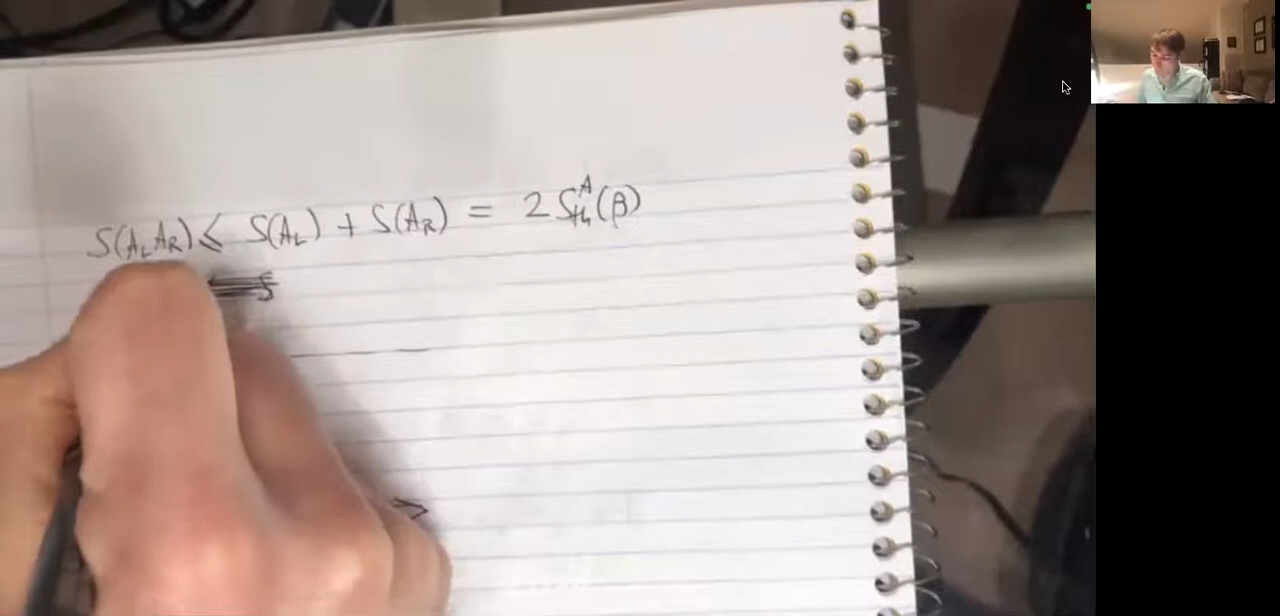 S(A_L A_R) ≤ S(A_L) + S(A_R) = 2 S_th^A(β)